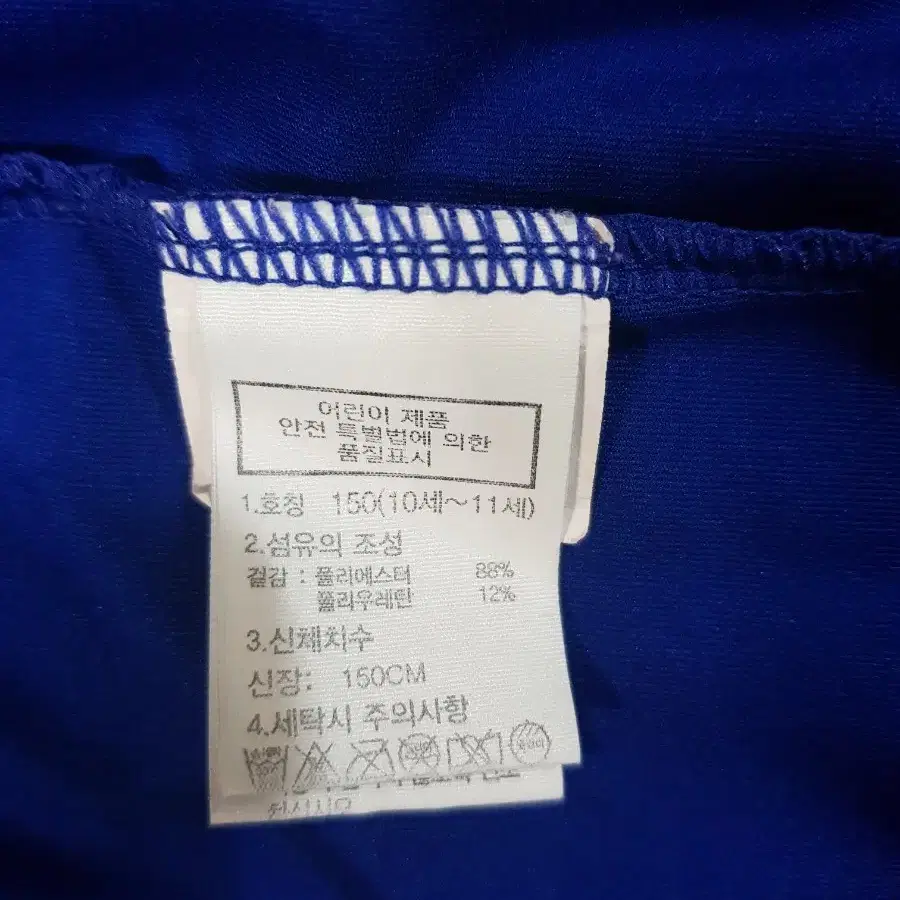 어린이 제품
안전 특별법에 의한
품질표시
1.호칭 150(10세~11세)
2.섬유의 조성
겉감 : 폴리에스터 88%
폴리우레탄 12%
3.신체치수
신장: 150CM
4.세탁시 주의사항